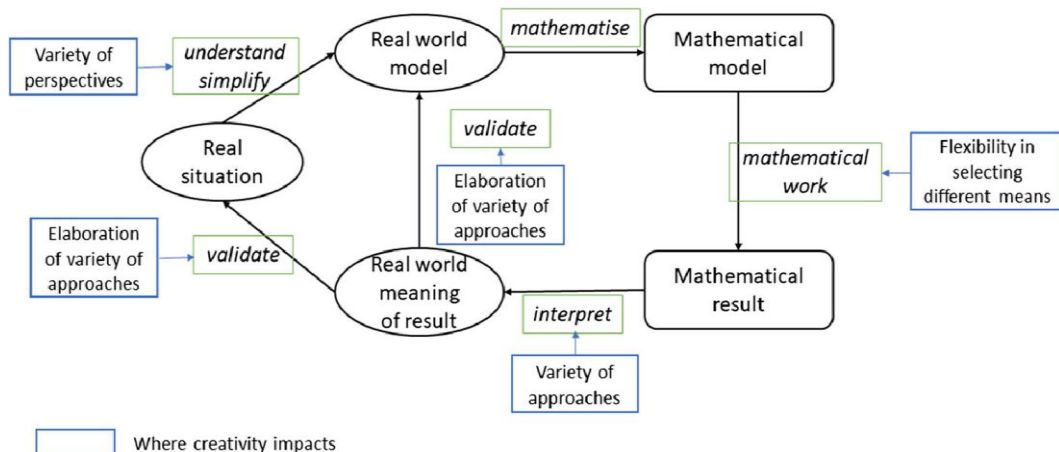 Variety of
perspectives
understand
simplify
Real world
model
mathematise
Mathematical
model
Real
situation
validate
Elaboration
of variety of
approaches
mathematical
work
Flexibility in
selecting
different means
Elaboration
of variety of
approaches
validate
Real world
meaning
of result
interpret
Mathematical
result
Variety of
approaches
Where creativity impacts